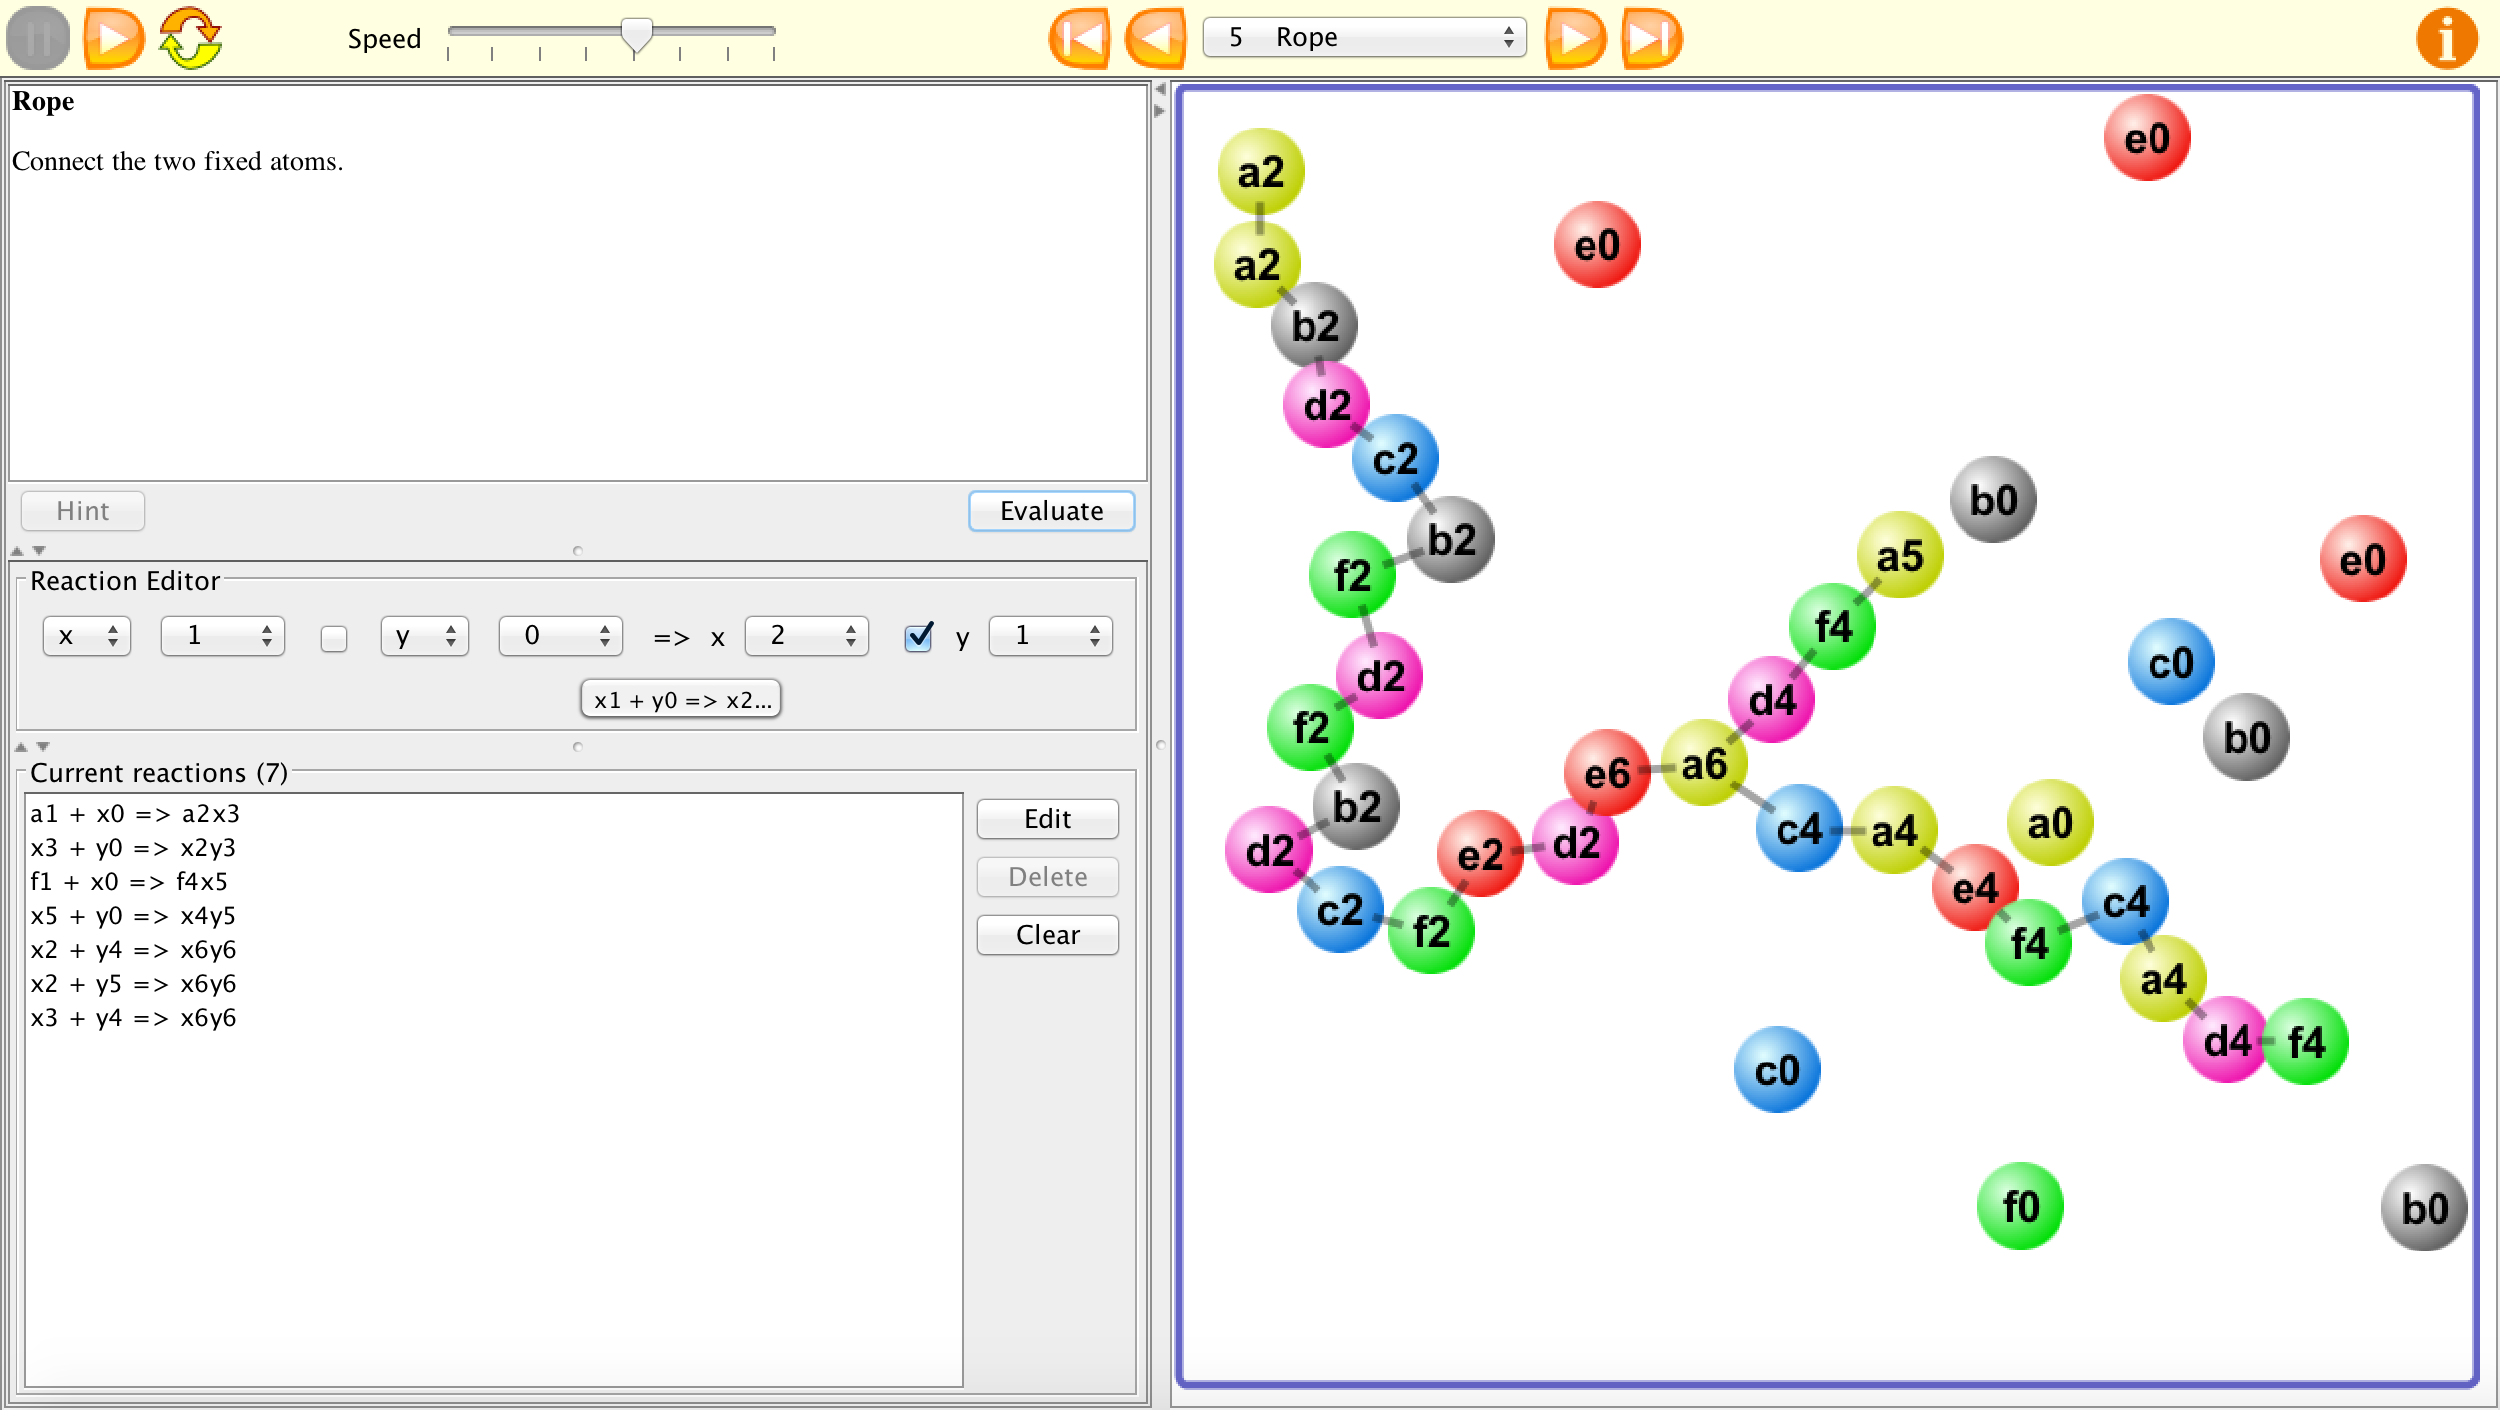 Speed
5 Rope
i
Rope
Connect the two fixed atoms.
Hint
Evaluate
Reaction Editor
x 1 y 0 => x 2 y 1
x1 + y0 => x2...
Current reactions (7)
a1 + x0 => a2x3
x3 + y0 => x2y3
f1 + x0 => f4x5
x5 + y0 => x4y5
x2 + y4 => x6y6
x2 + y5 => x6y6
x3 + y4 => x6y6
Edit
Delete
Clear
e0
a2
e0
a2
b2
d2
c2
b0
b2
a5
e0
f2
f4
c0
d2
d4
b0
f2
e6
a6
b2
c4
a4
a0
d2
e2
d2
e4
c4
c2
f2
f4
a4
d4
f4
c0
f0
b0